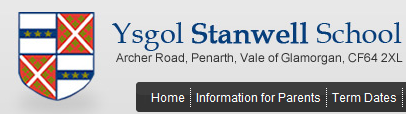 Ysgol Stanwell School
Archer Road, Penarth, Vale of Glamorgan, CF64 2XL
Home Information for Parents Term Dates